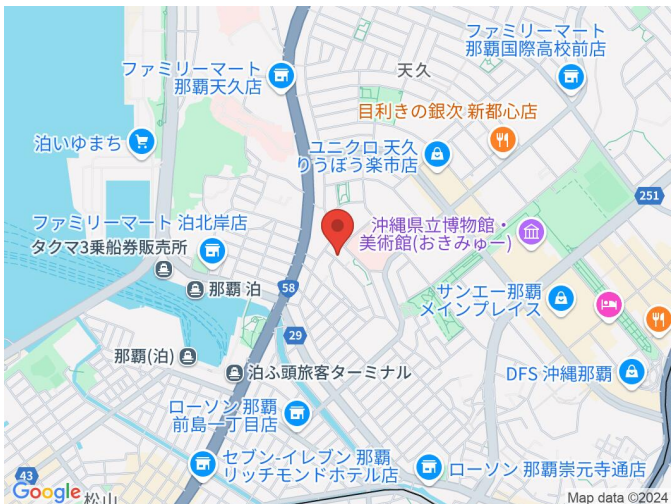 ファミリーマート
那覇国際高校前店
ファミリーマート
那覇天久店
天久
目利きの銀次 新都心店
泊いゆまち
ユニクロ 天久
りうぼう楽市店
251
ファミリーマート 泊北岸店
タクマ3乗船券販売所
沖縄県立博物館・
美術館(おきみゅー)
那覇 泊
58
サンエー那覇
メインプレイス
29
那覇(泊)
泊ふ頭旅客ターミナル
DFS 沖縄那覇
ローソン 那覇
前島一丁目店
セブン-イレブン 那覇
リッチモンドホテル店
ローソン 那覇崇元寺通店
43
Google
松山
Map data ©2024